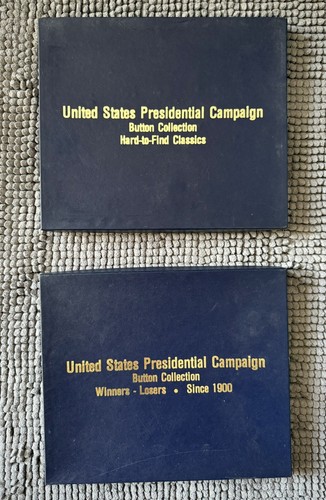 United States Presidential Campaign
Button Collection
Hard-to-Find Classics
United States Presidential Campaign
Button Collection
Winners - Losers • Since 1900